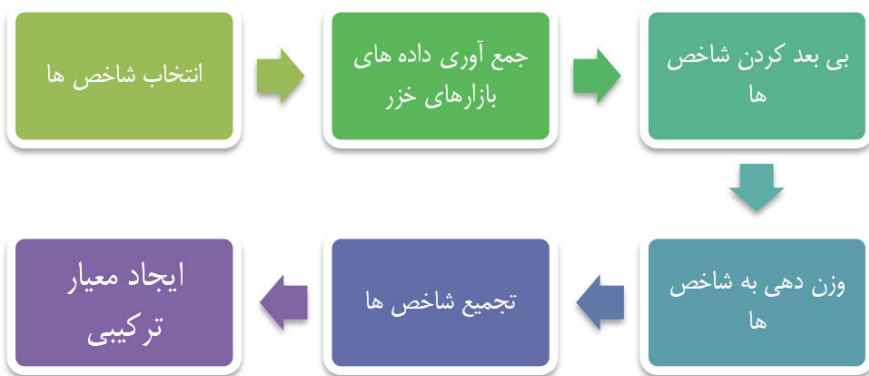 انتخاب شاخص ها
جمع آوری داده های
بازارهای خزر
بی بعد کردن شاخص
ها
وزن دهی به شاخص
ها
تجمیع شاخص ها
ایجاد معیار
ترکیبی